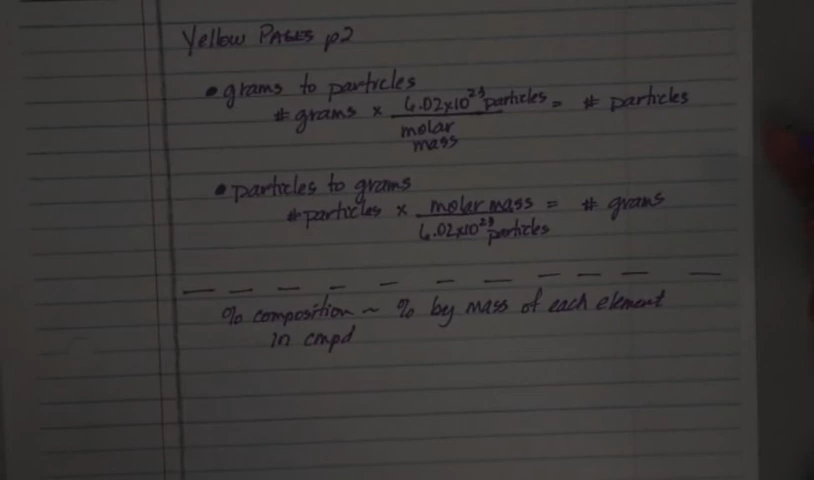 Yellow PAGES p2
• grams to particles
# grams x 6.02x10²³ particles = # particles
molar
mass
• particles to grams
# particles x molar mass = # grams
6.02x10²³ particles
% composition ~ % by mass of each element
in cmpd